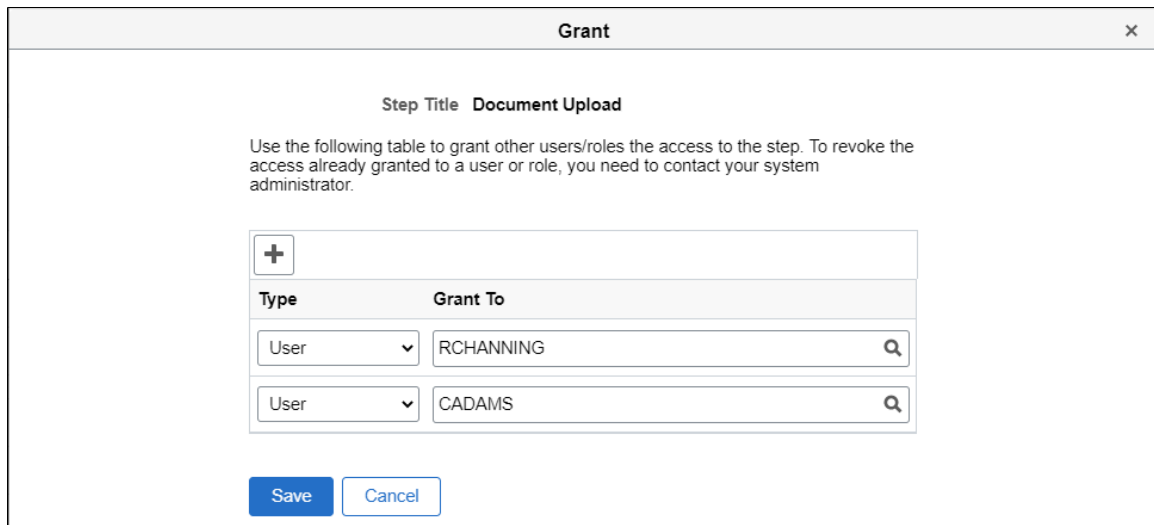 Grant
Step Title Document Upload
Use the following table to grant other users/roles the access to the step. To revoke the
access already granted to a user or role, you need to contact your system
administrator.
Type Grant To
User RCHANNING
User CADAMS
Save Cancel